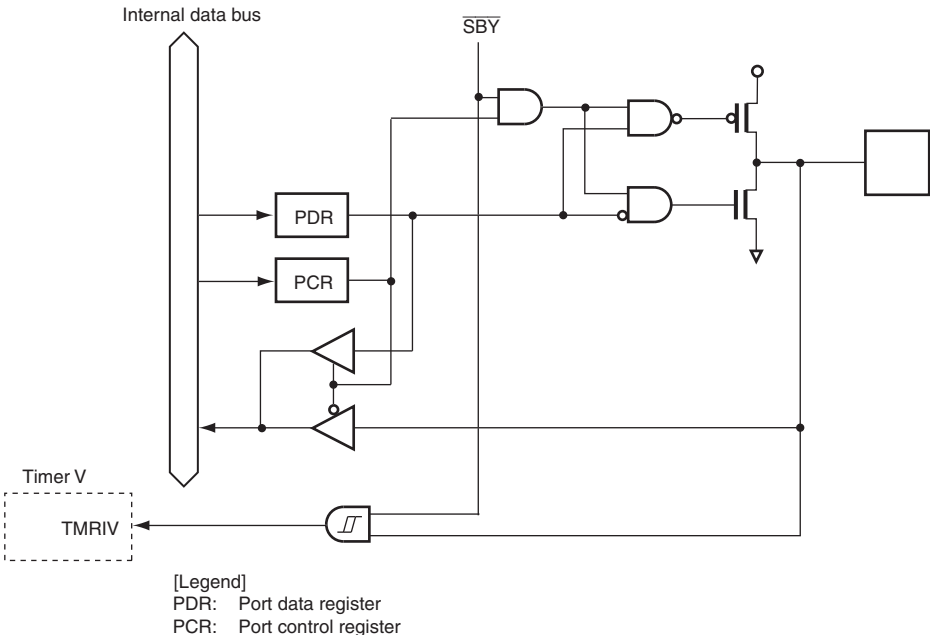 Internal data bus
SBY
PDR
PCR
Timer V
TMRIV
[Legend]
PDR: Port data register
PCR: Port control register